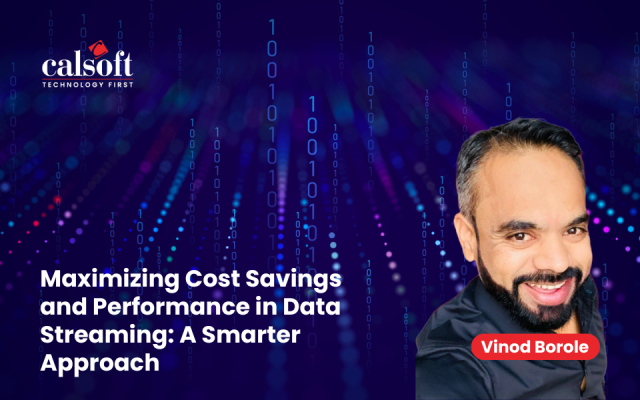 calsoft
TECHNOLOGY FIRST
Maximizing Cost Savings
and Performance in Data
Streaming: A Smarter
Approach
Vinod Borole